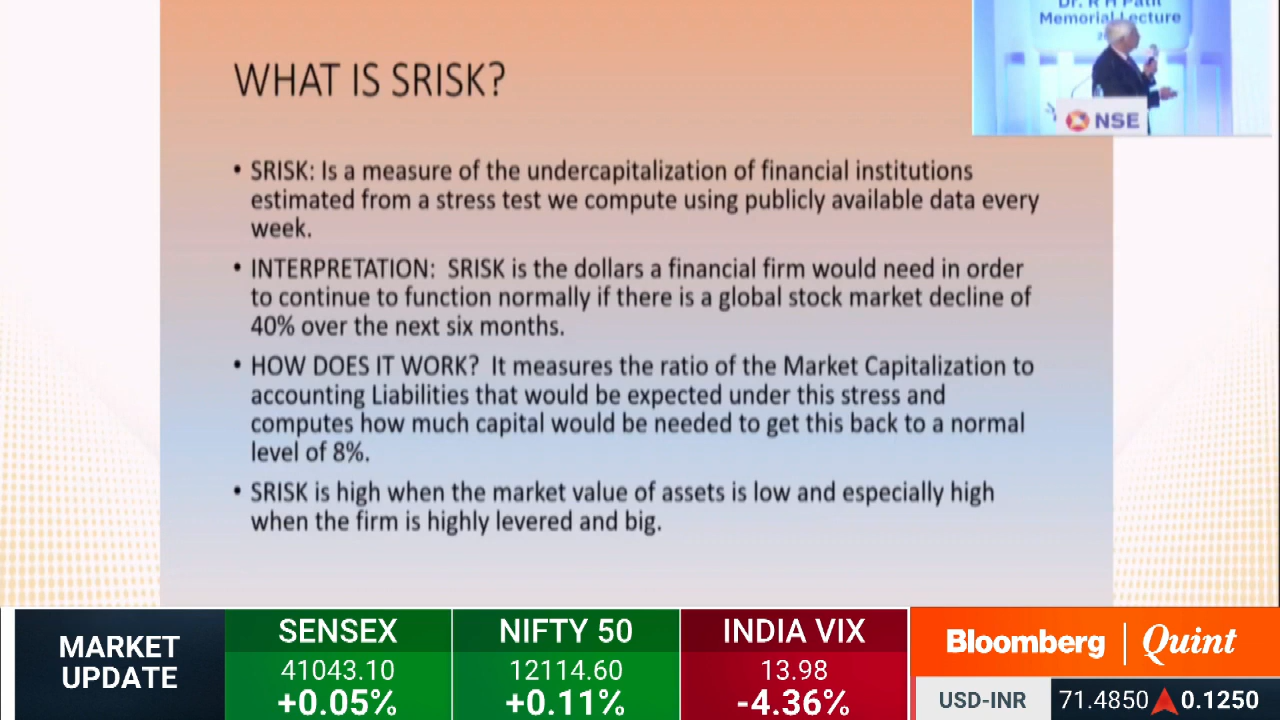 WHAT IS SRISK?
Dr. R H Patil
Memorial Lecture
NSE
• SRISK: Is a measure of the undercapitalization of financial institutions
estimated from a stress test we compute using publicly available data every
week.
• INTERPRETATION: SRISK is the dollars a financial firm would need in order
to continue to function normally if there is a global stock market decline of
40% over the next six months.
• HOW DOES IT WORK? It measures the ratio of the Market Capitalization to
accounting Liabilities that would be expected under this stress and
computes how much capital would be needed to get this back to a normal
level of 8%.
• SRISK is high when the market value of assets is low and especially high
when the firm is highly levered and big.
MARKET
UPDATE
SENSEX
41043.10
+0.05%
NIFTY 50
12114.60
+0.11%
INDIA VIX
13.98
-4.36%
Bloomberg | Quint
USD-INR 71.4850 ▲ 0.1250